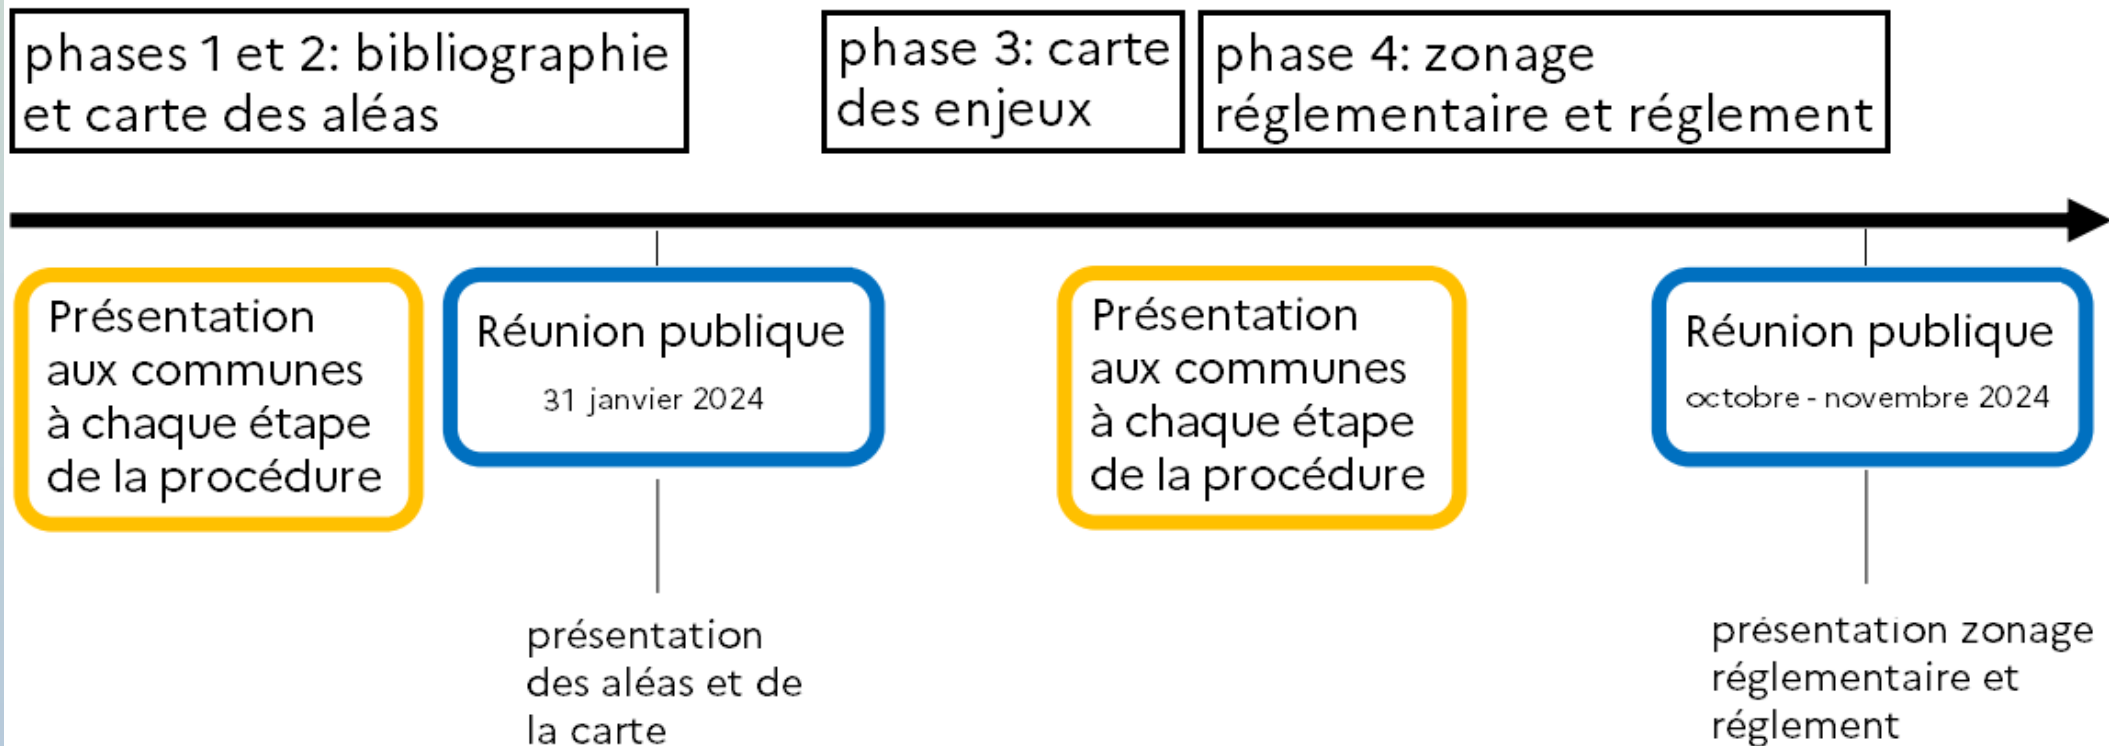 phases 1 et 2: bibliographie
et carte des aléas
phase 3: carte
des enjeux
phase 4: zonage
réglementaire et réglement
Présentation
aux communes
à chaque étape
de la procédure
Réunion publique
31 janvier 2024
présentation
des aléas et de
la carte
Présentation
aux communes
à chaque étape
de la procédure
Réunion publique
octobre - novembre 2024
présentation zonage
réglementaire et
réglement